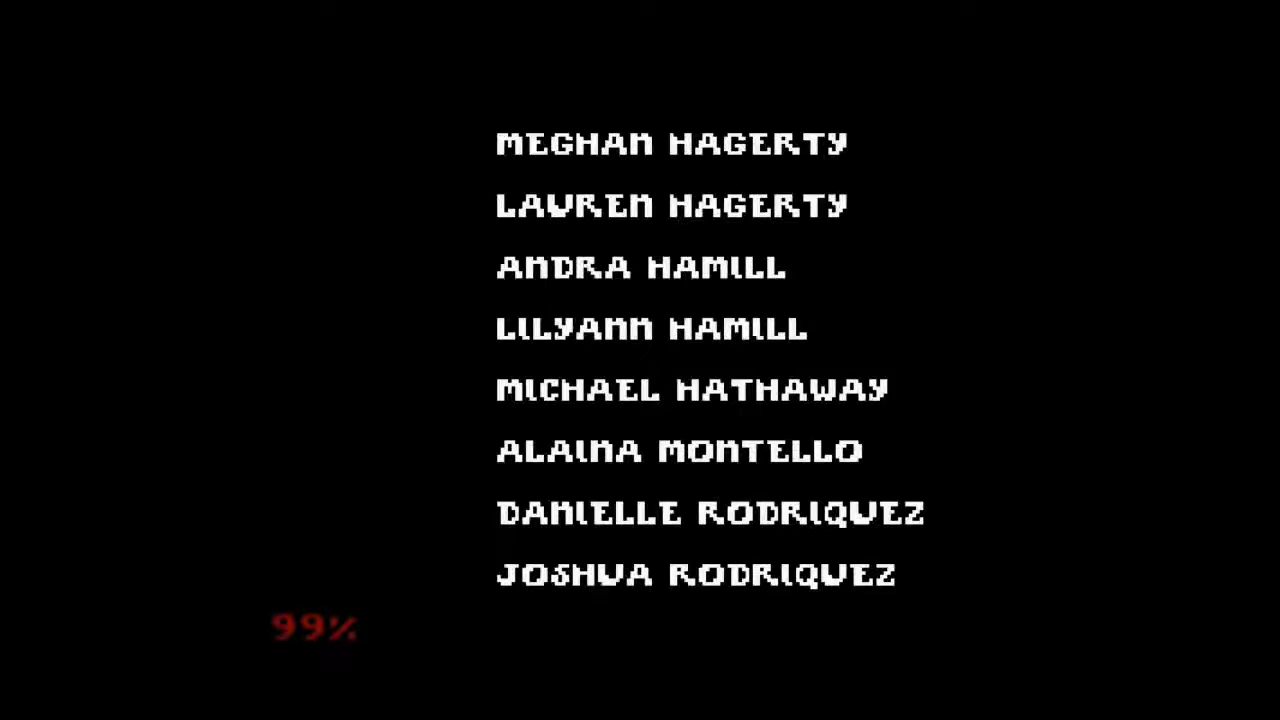 MEGHAN HAGERTY
LAUREN HAGERTY
ANDRA HAMILL
LILYANN HAMILL
MICHAEL HATHAWAY
ALAINA MONTELLO
DANIELLE RODRIQUEZ
JOSHUA RODRIQUEZ
99%